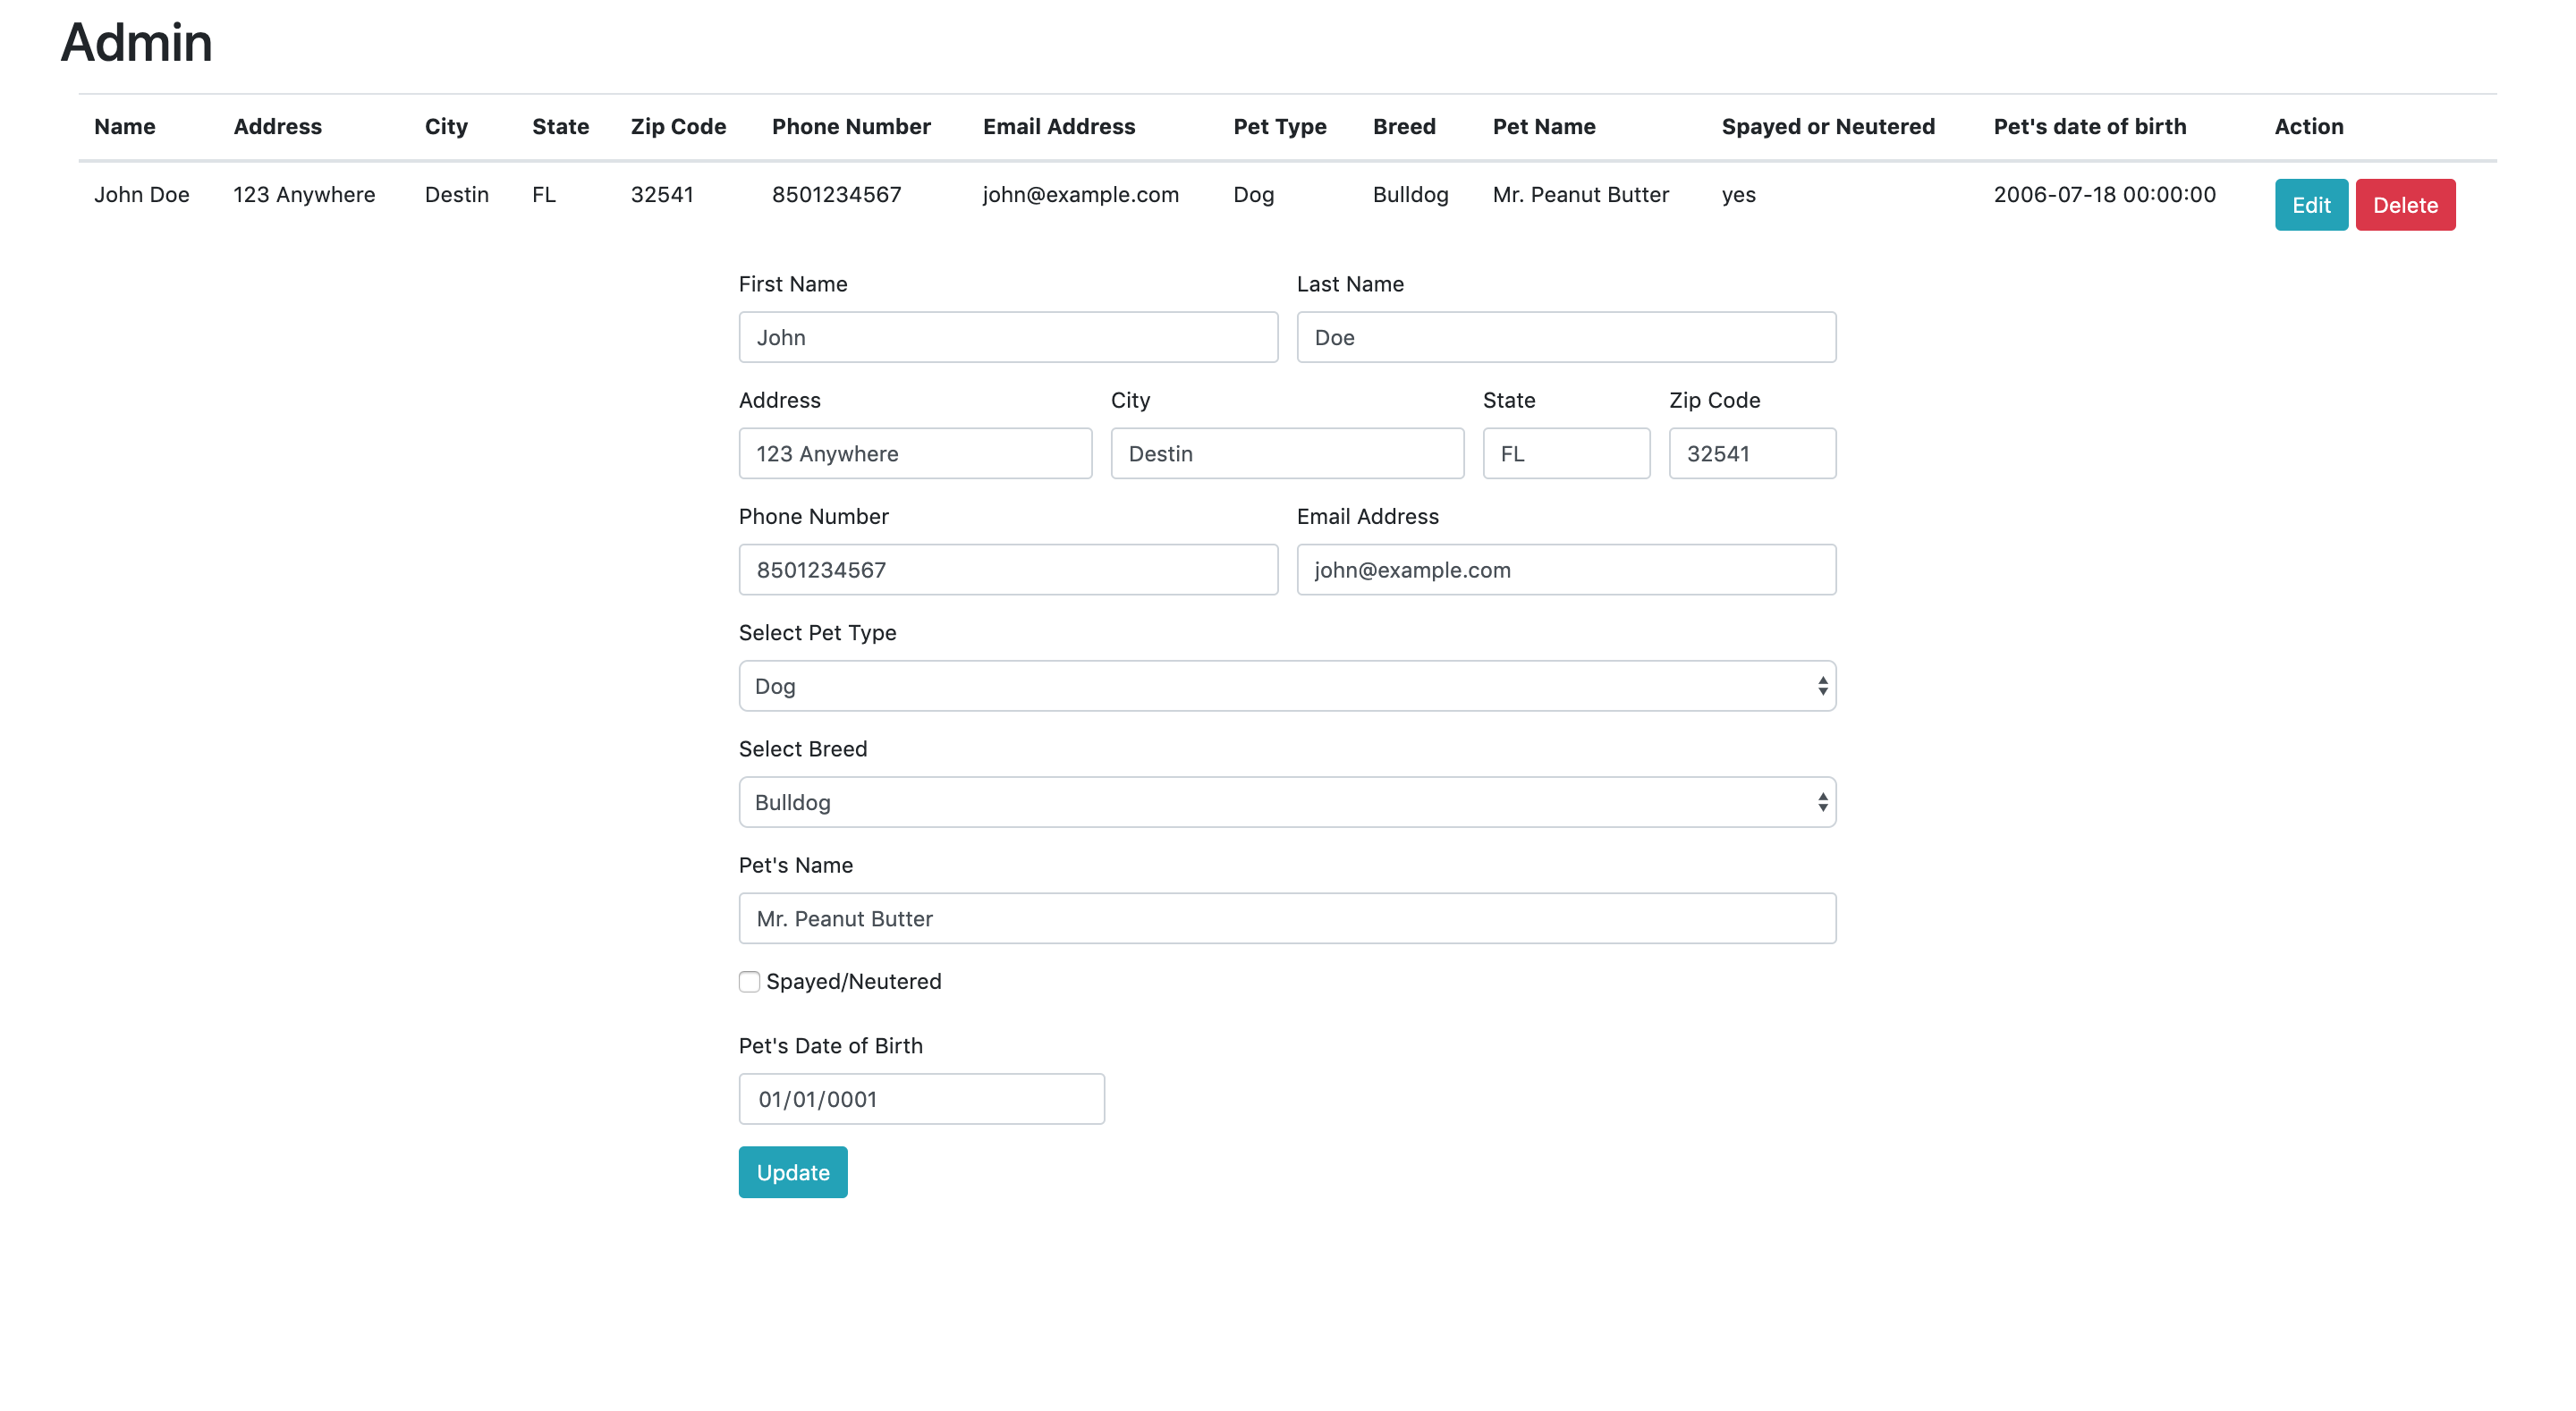 Admin
Name Address City State Zip Code Phone Number Email Address Pet Type Breed Pet Name Spayed or Neutered Pet's date of birth Action
John Doe 123 Anywhere Destin FL 32541 8501234567 john@example.com Dog Bulldog Mr. Peanut Butter yes 2006-07-18 00:00:00 Edit Delete
First Name Last Name
John Doe
Address City State Zip Code
123 Anywhere Destin FL 32541
Phone Number Email Address
8501234567 john@example.com
Select Pet Type
Dog
Select Breed
Bulldog
Pet's Name
Mr. Peanut Butter
Spayed/Neutered
Pet's Date of Birth
01/01/0001
Update